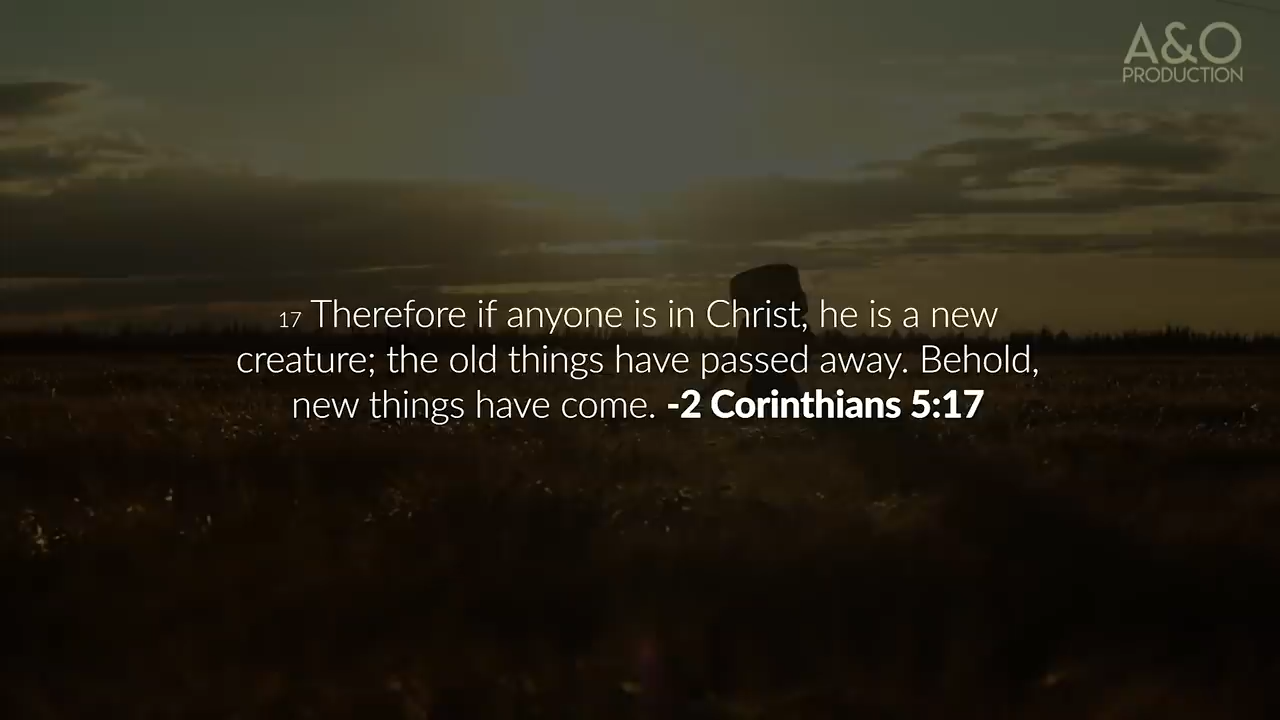 A&O
PRODUCTION
17 Therefore if anyone is in Christ, he is a new
creature; the old things have passed away. Behold,
new things have come. -2 Corinthians 5:17